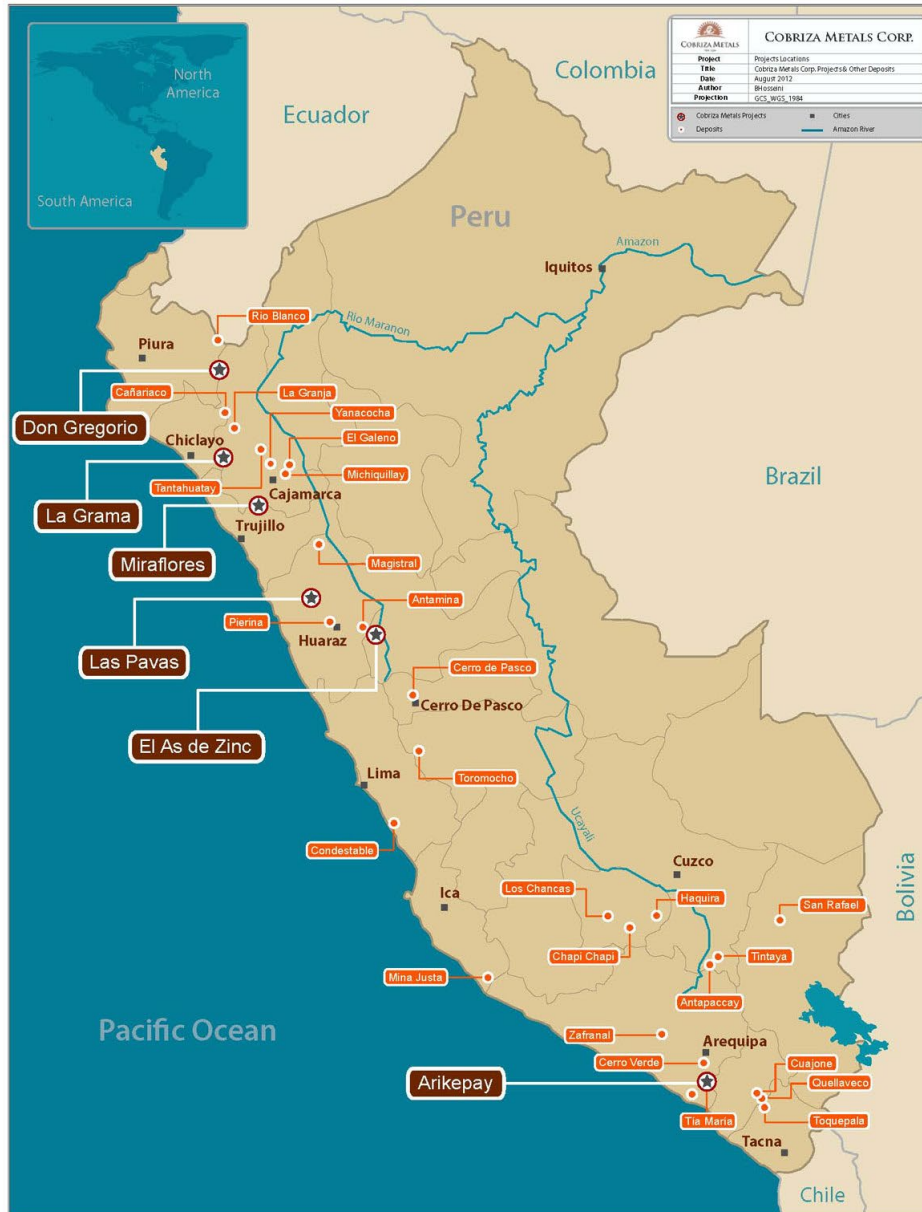 North
America
South America
COBRIZA METALS
COBRIZA METALS CORP.
Project Projects Locations
Title Cobriza Metals Corp. Projects & Other Deposits
Date August 2012
Author BHosseini
Projection GCS_WGS_1984
Cobriza Metals Projects
Cities
Deposits
Amazon River
Colombia
Ecuador
Peru
Amazon
Iquitos
Rio Blanco
Rio Maranon
Piura
Cañariaco
La Granja
Yanacocha
Don Gregorio
El Galeno
Chiclayo
Michiquillay
Brazil
Tantahuatay
Cajamarca
La Grama
Trujillo
Miraflores
Magistral
Antamina
Pierina
Huaraz
Las Pavas
Cerro de Pasco
Cerro De Pasco
El As de Zinc
Lima
Toromocho
Ucayali
Condestable
Cuzco
Bolivia
Ica
Los Chancas
Haquira
San Rafael
Chapi Chapi
Tintaya
Mina Justa
Antapaccay
Pacific Ocean
Zafranal
Arequipa
Cerro Verde
Cuajone
Arikepay
Quellaveco
Tia Maria
Toquepala
Tacna
Chile